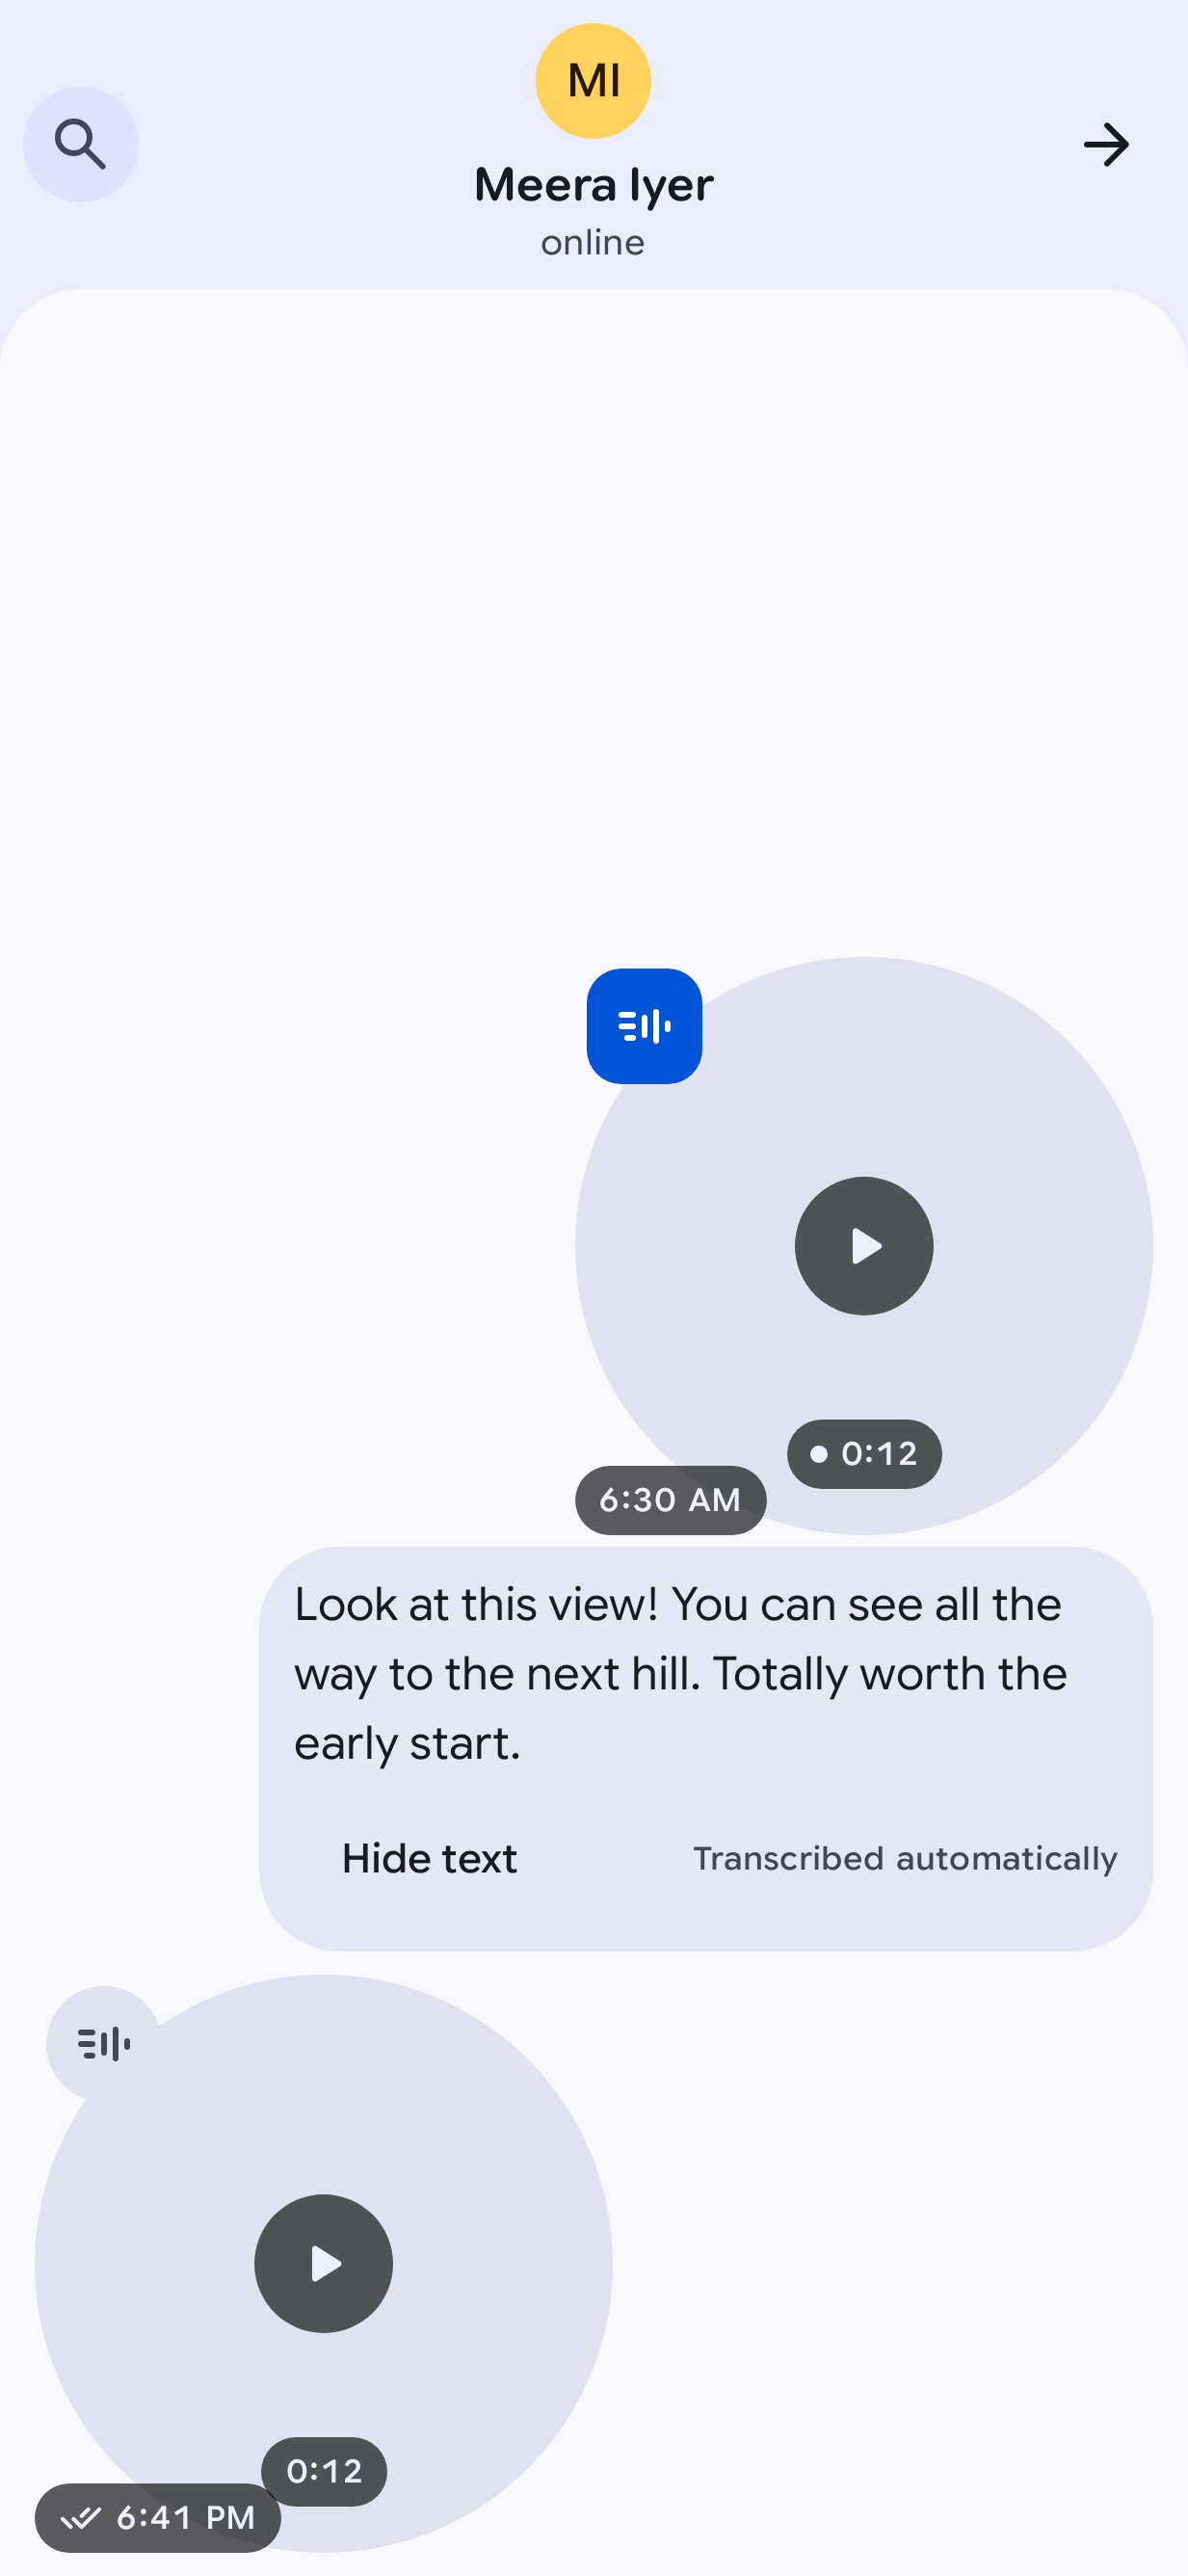 MI
Meera Iyer
online
0:12
6:30 AM
Look at this view! You can see all the
way to the next hill. Totally worth the
early start.
Hide text
Transcribed automatically
0:12
6:41 PM